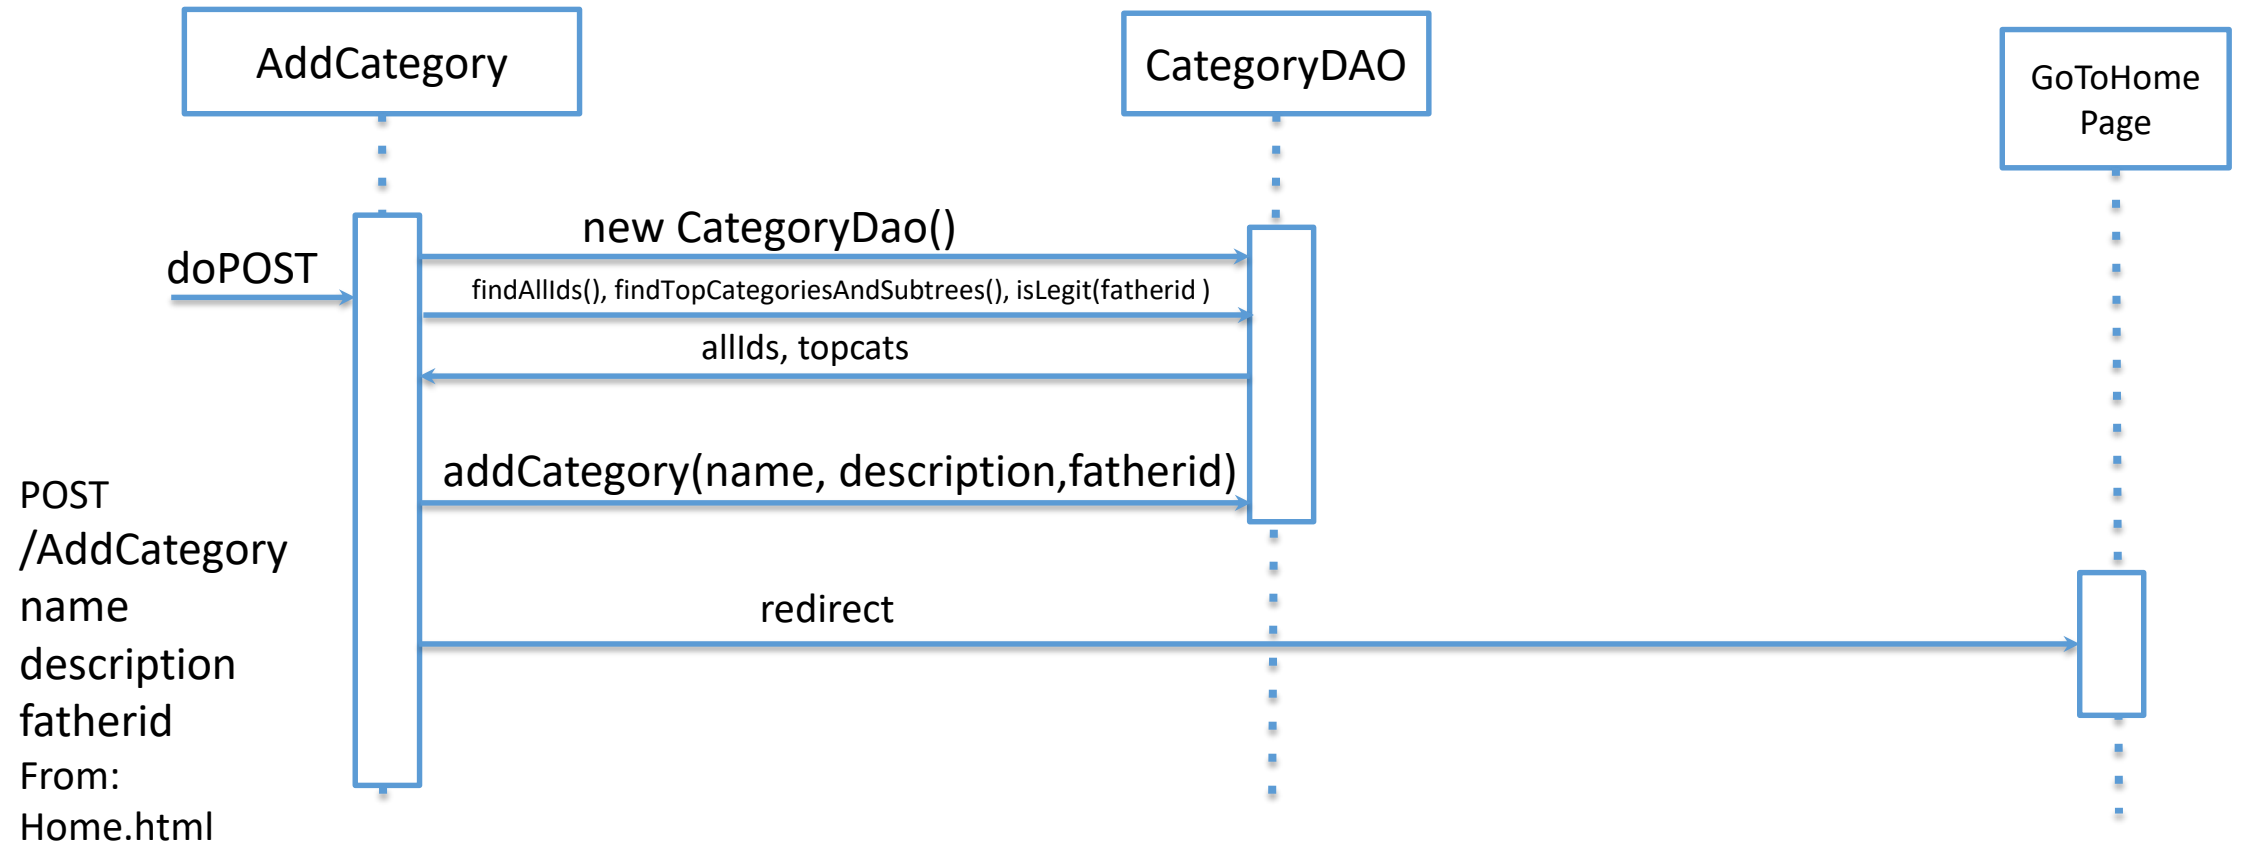 AddCategory
CategoryDAO
GoToHome
Page
new CategoryDao()
doPOST
findAllIds(), findTopCategoriesAndSubtrees(), isLegit(fatherid )
allIds, topcats
addCategory(name, description,fatherid)
POST
/AddCategory
name
description
fatherid
From:
Home.html
redirect